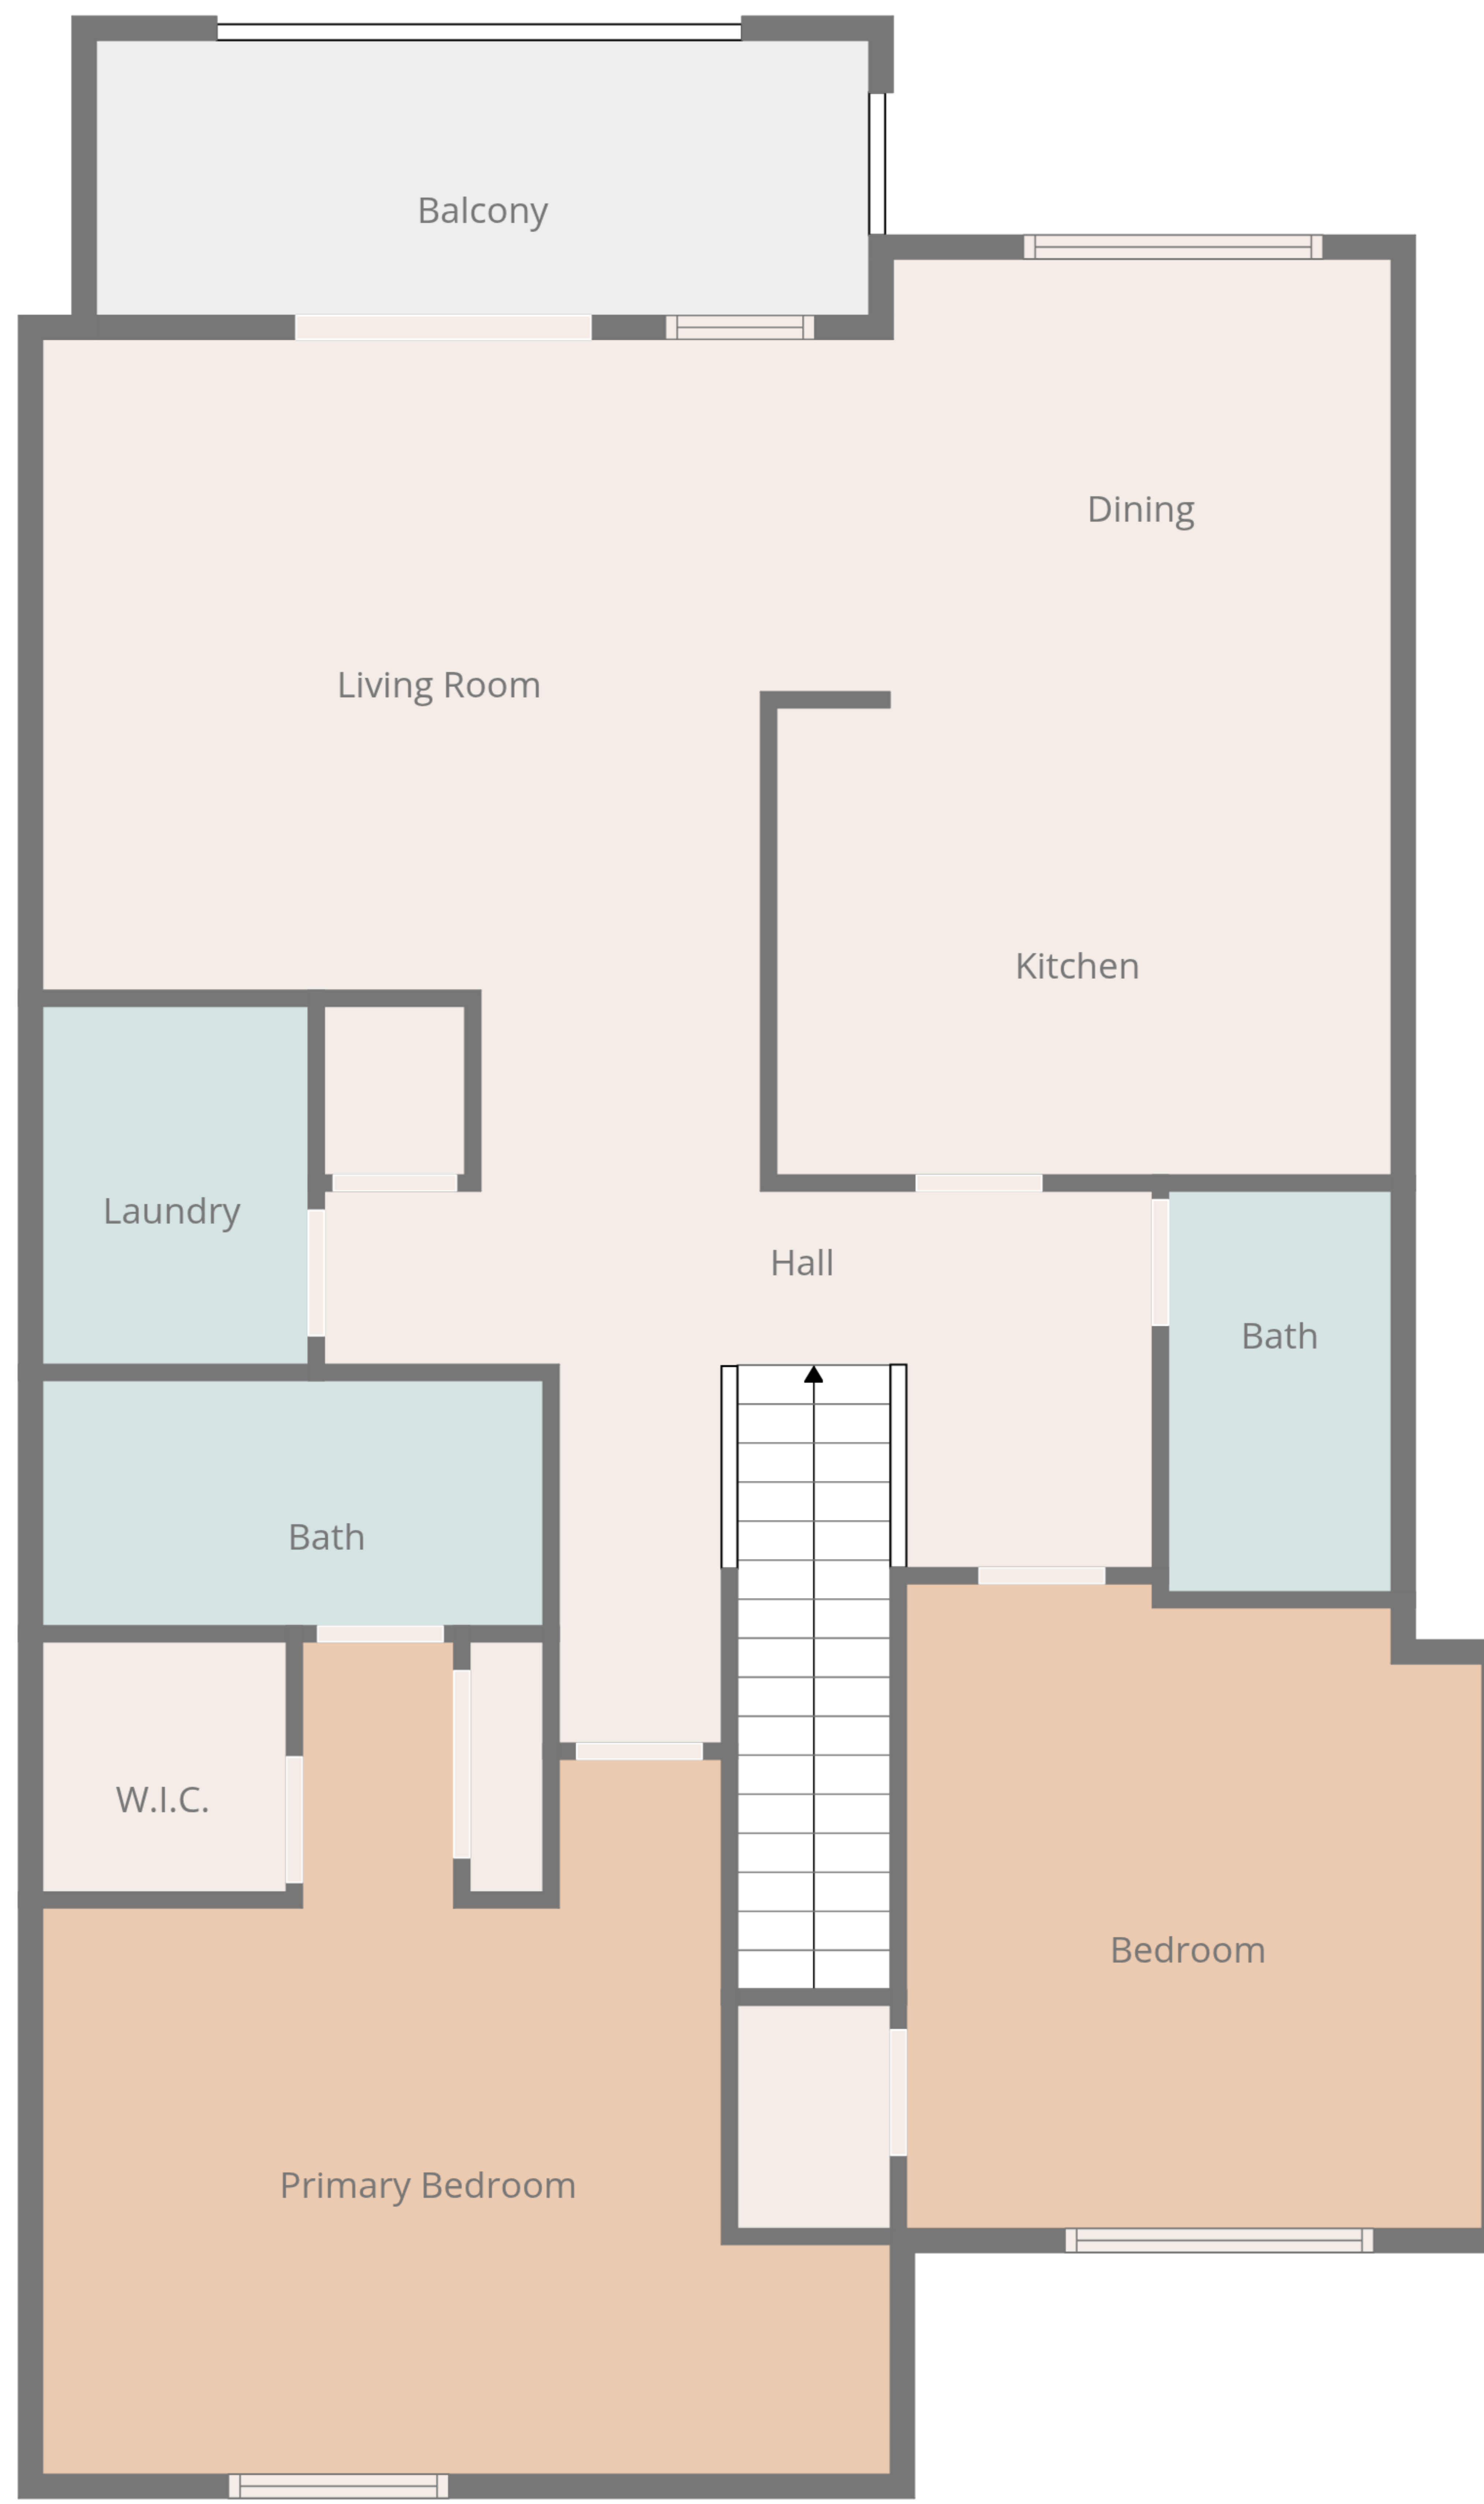 Balcony
Dining
Living Room
Kitchen
Laundry
Hall
Bath
Bath
W.I.C.
Bedroom
Primary Bedroom